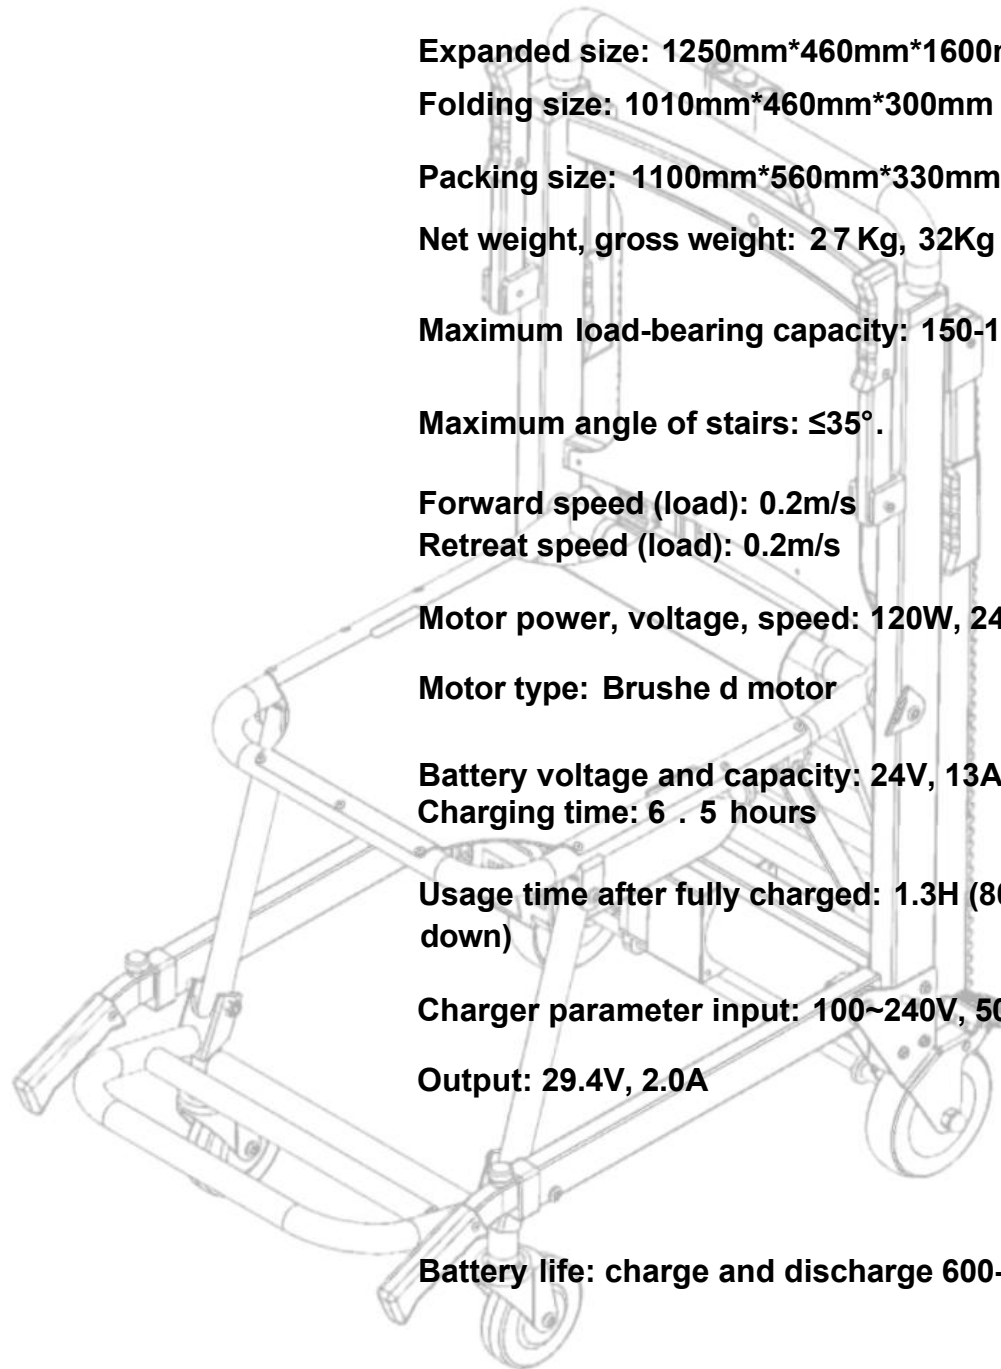 Expanded size: 1250mm*460mm*1600m
Folding size: 1010mm*460mm*300mm
Packing size: 1100mm*560mm*330mm
Net weight, gross weight: 2 7 Kg, 32Kg
Maximum load-bearing capacity: 150-1
Maximum angle of stairs: ≤35°.
Forward speed (load): 0.2m/s
Retreat speed (load): 0.2m/s
Motor power, voltage, speed: 120W, 24
Motor type: Brushe d motor
Battery voltage and capacity: 24V, 13A
Charging time: 6 . 5 hours
Usage time after fully charged: 1.3H (80
down)
Charger parameter input: 100~240V, 50
Output: 29.4V, 2.0A
Battery life: charge and discharge 600-